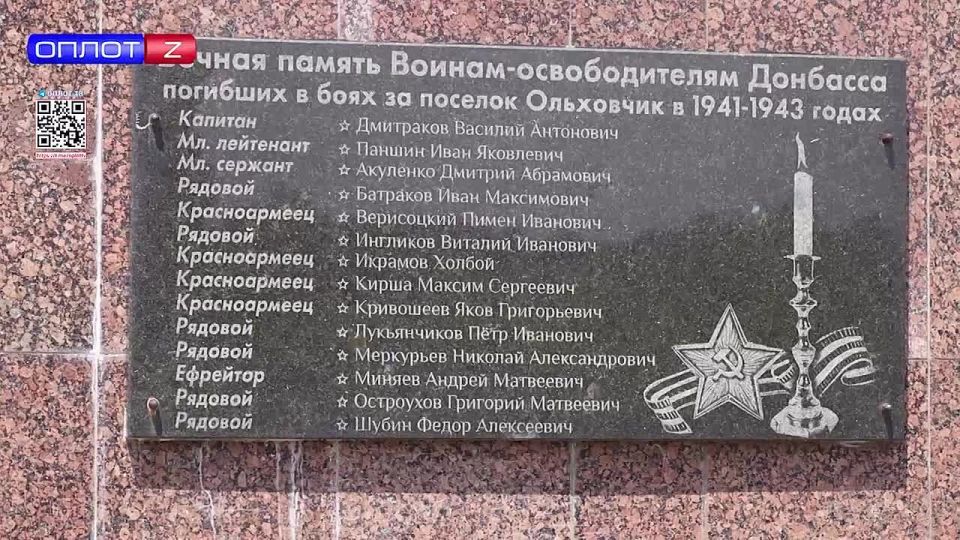 ОПЛОТ Z
чная память Воинам-освободителям Донбасса
погибших в боях за поселок Ольховчик в 1941-1943 годах
Капитан Дмитраков Василий Антонович
Мл. лейтенант Паншин Иван Яковлевич
Мл. сержант Акуленко Дмитрий Абрамович
Рядовой Батраков Иван Максимович
Красноармеец Верисоцкий Пимен Иванович
Рядовой Ингликов Виталий Иванович
Красноармеец Икрамов Холбой
Красноармеец Кирша Максим Сергеевич
Красноармеец Кривошеев Яков Григорьевич
Рядовой Лукьянчиков Пётр Иванович
Рядовой Меркурьев Николай Александрович
Ефрейтор Миняев Андрей Матвеевич
Рядовой Остроухов Григорий Матвеевич
Рядовой Шубин Федор Алексеевич